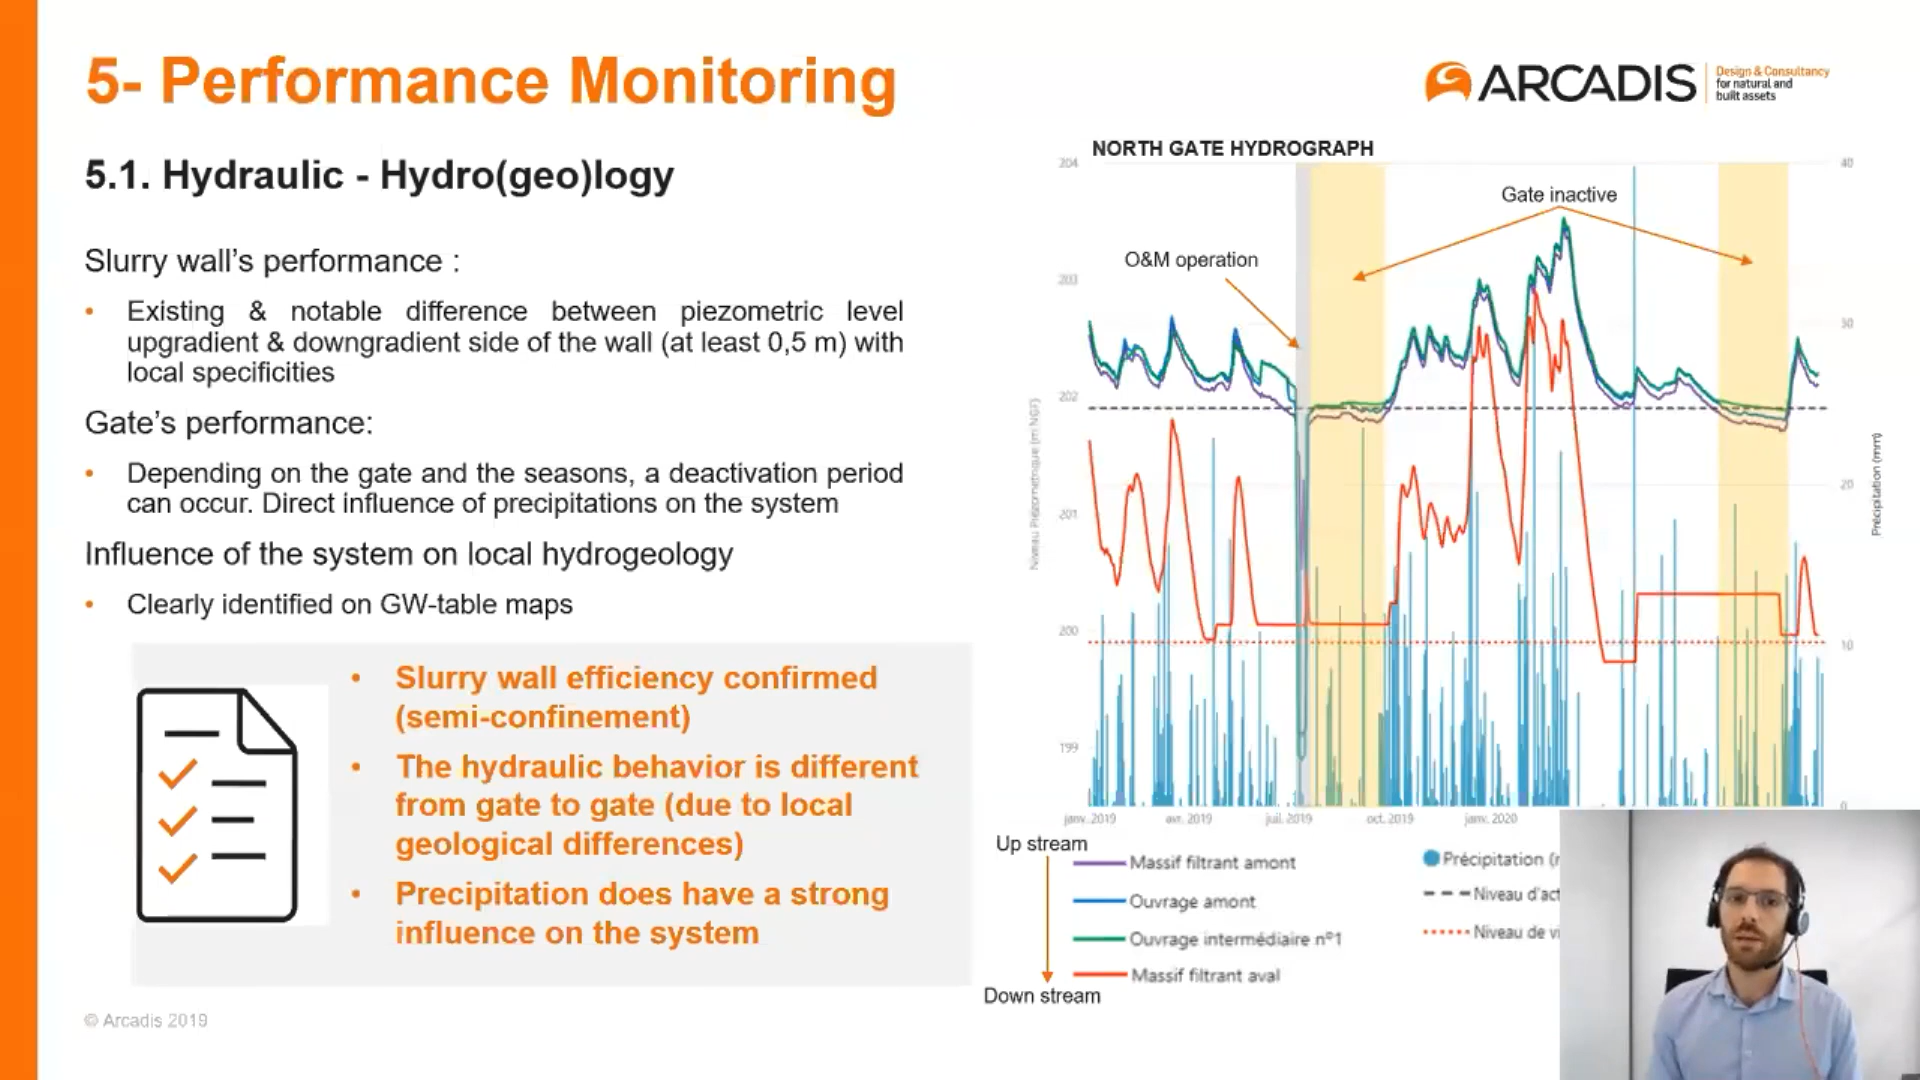 5- Performance Monitoring
ARCADIS
Design & Consultancy
for natural and
built assets
5.1. Hydraulic - Hydro(geo)logy
Slurry wall's performance :
• Existing & notable difference between piezometric level
upgradient & downgradient side of the wall (at least 0,5 m) with
local specificities
Gate's performance:
• Depending on the gate and the seasons, a deactivation period
can occur. Direct influence of precipitations on the system
Influence of the system on local hydrogeology
• Clearly identified on GW-table maps
• Slurry wall efficiency confirmed
(semi-confinement)
• The hydraulic behavior is different
from gate to gate (due to local
geological differences)
• Precipitation does have a strong
influence on the system
© Arcadis 2019
NORTH GATE HYDROGRAPH
Gate inactive
O&M operation
204
203
202
201
200
199
Niveau Piézométrique (m NGF)
40
30
20
10
0
Précipitation (mm)
janv. 2019
avr. 2019
juil. 2019
oct. 2019
janv. 2020
Up stream
Down stream
Massif filtrant amont
Ouvrage amont
Ouvrage intermédiaire n°1
Massif filtrant aval
Précipitation (
Niveau d'act
Niveau de vi